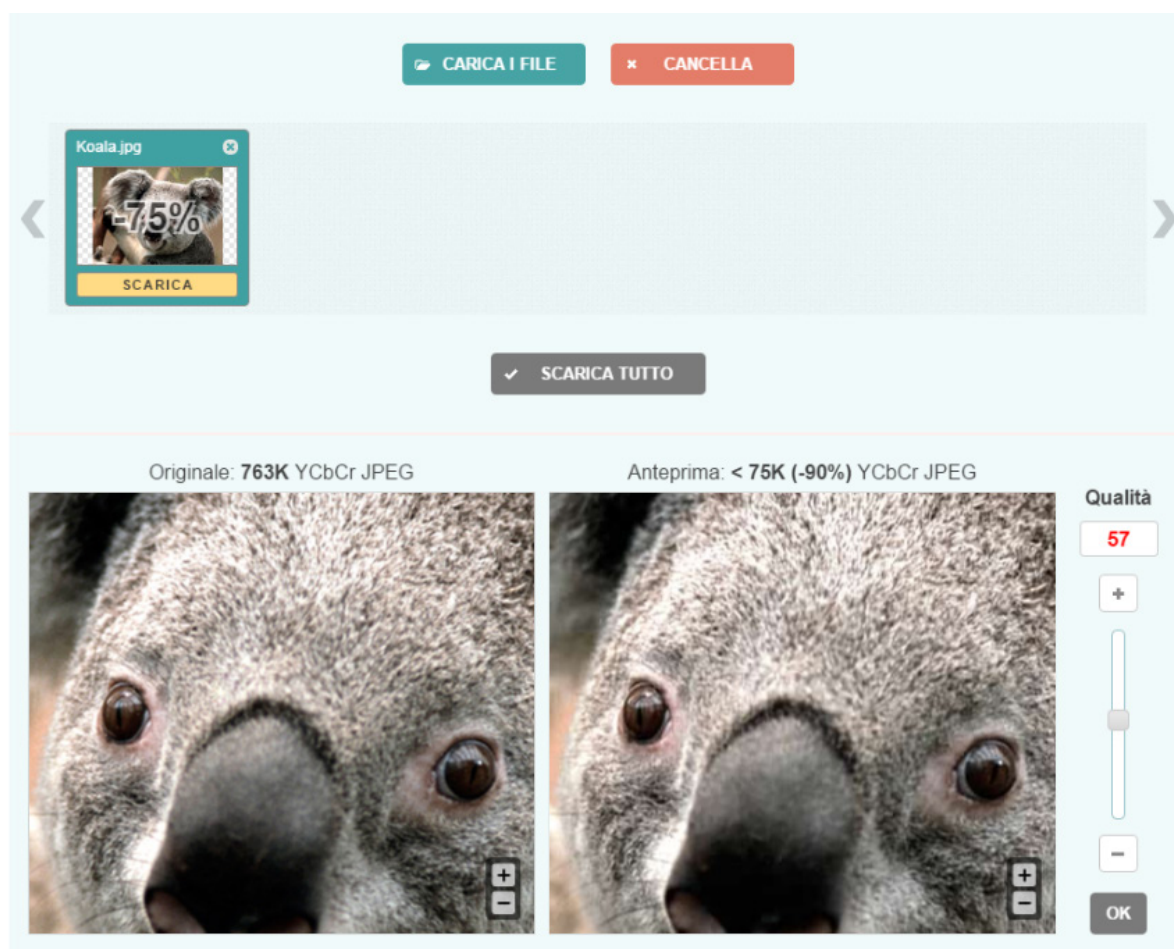 CARICA I FILE
CANCELLA
Koala.jpg
-75%
SCARICA
SCARICA TUTTO
Originale: 763K YCbCr JPEG
Anteprima: < 75K (-90%) YCbCr JPEG
Qualità
57
OK